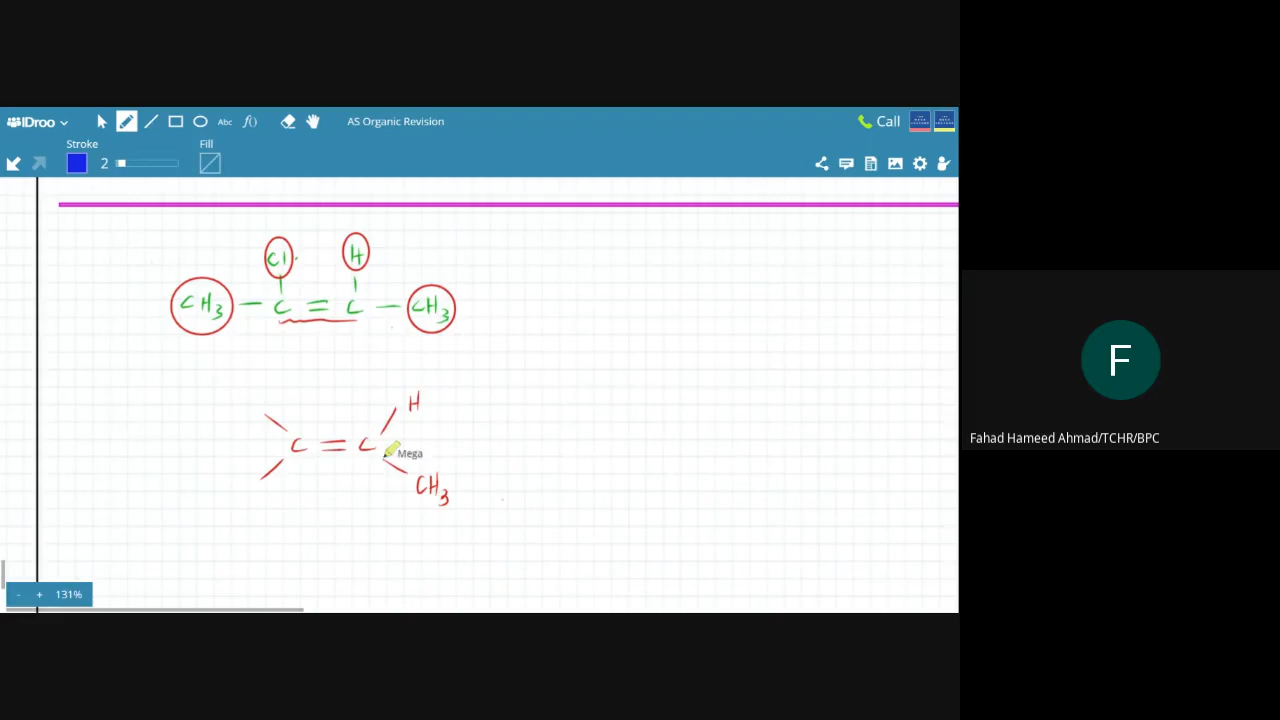 IDroo
Abc
f()
AS Organic Revision
Call
Stroke
Fill
2
Cl H
CH3 - C = C - CH3
H
C = C
Mega
CH3
- + 131%
F
Fahad Hameed Ahmad/TCHR/BPC